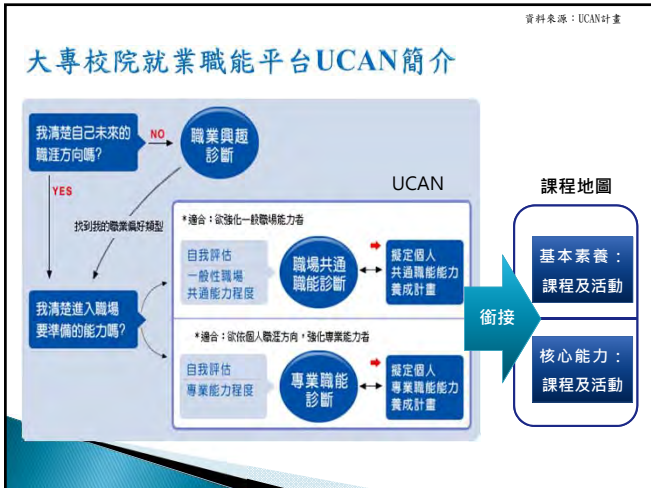 資料來源：UCAN計畫
大專校院就業職能平台UCAN簡介
我清楚自己未來的
職涯方向嗎?
NO
職業興趣
診斷
YES
找到我的職業偏好類型
我清楚進入職場
要準備的能力嗎?
UCAN
*適合：欲強化一般職場能力者
自我評估
一般性職場
共通能力程度
職場共通
職能診斷
擬定個人
共通職能能力
養成計畫
*適合：欲依個人職涯方向，強化專業能力者
自我評估
專業能力程度
專業職能
診斷
擬定個人
專業職能能力
養成計畫
銜接
課程地圖
基本素養：
課程及活動
核心能力：
課程及活動